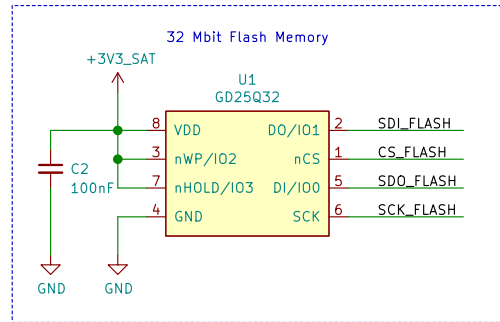 32 Mbit Flash Memory
+3V3_SAT
U1
GD25Q32
8 VDD DO/IO1 2 SDI_FLASH
3 nWP/IO2 nCS 1 CS_FLASH
C2
7 nHOLD/IO3 DI/IO0 5 SDO_FLASH
100nF
4 GND SCK 6 SCK_FLASH
GND GND